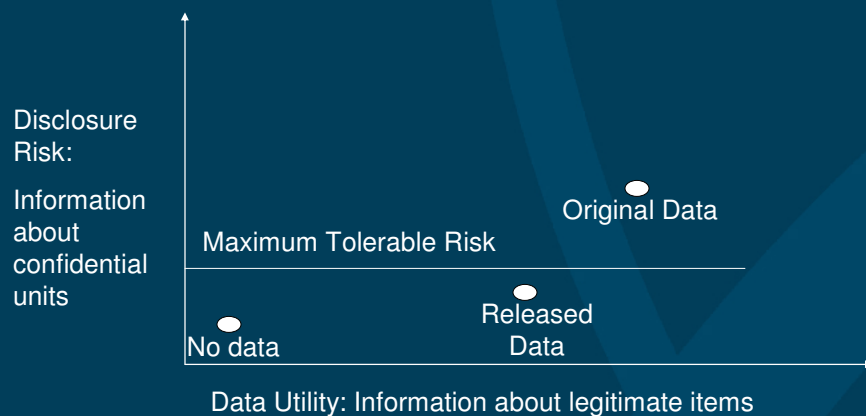 Disclosure
Risk:
Information
about
confidential
units
Original Data
Maximum Tolerable Risk
Released
Data
No data
Data Utility: Information about legitimate items